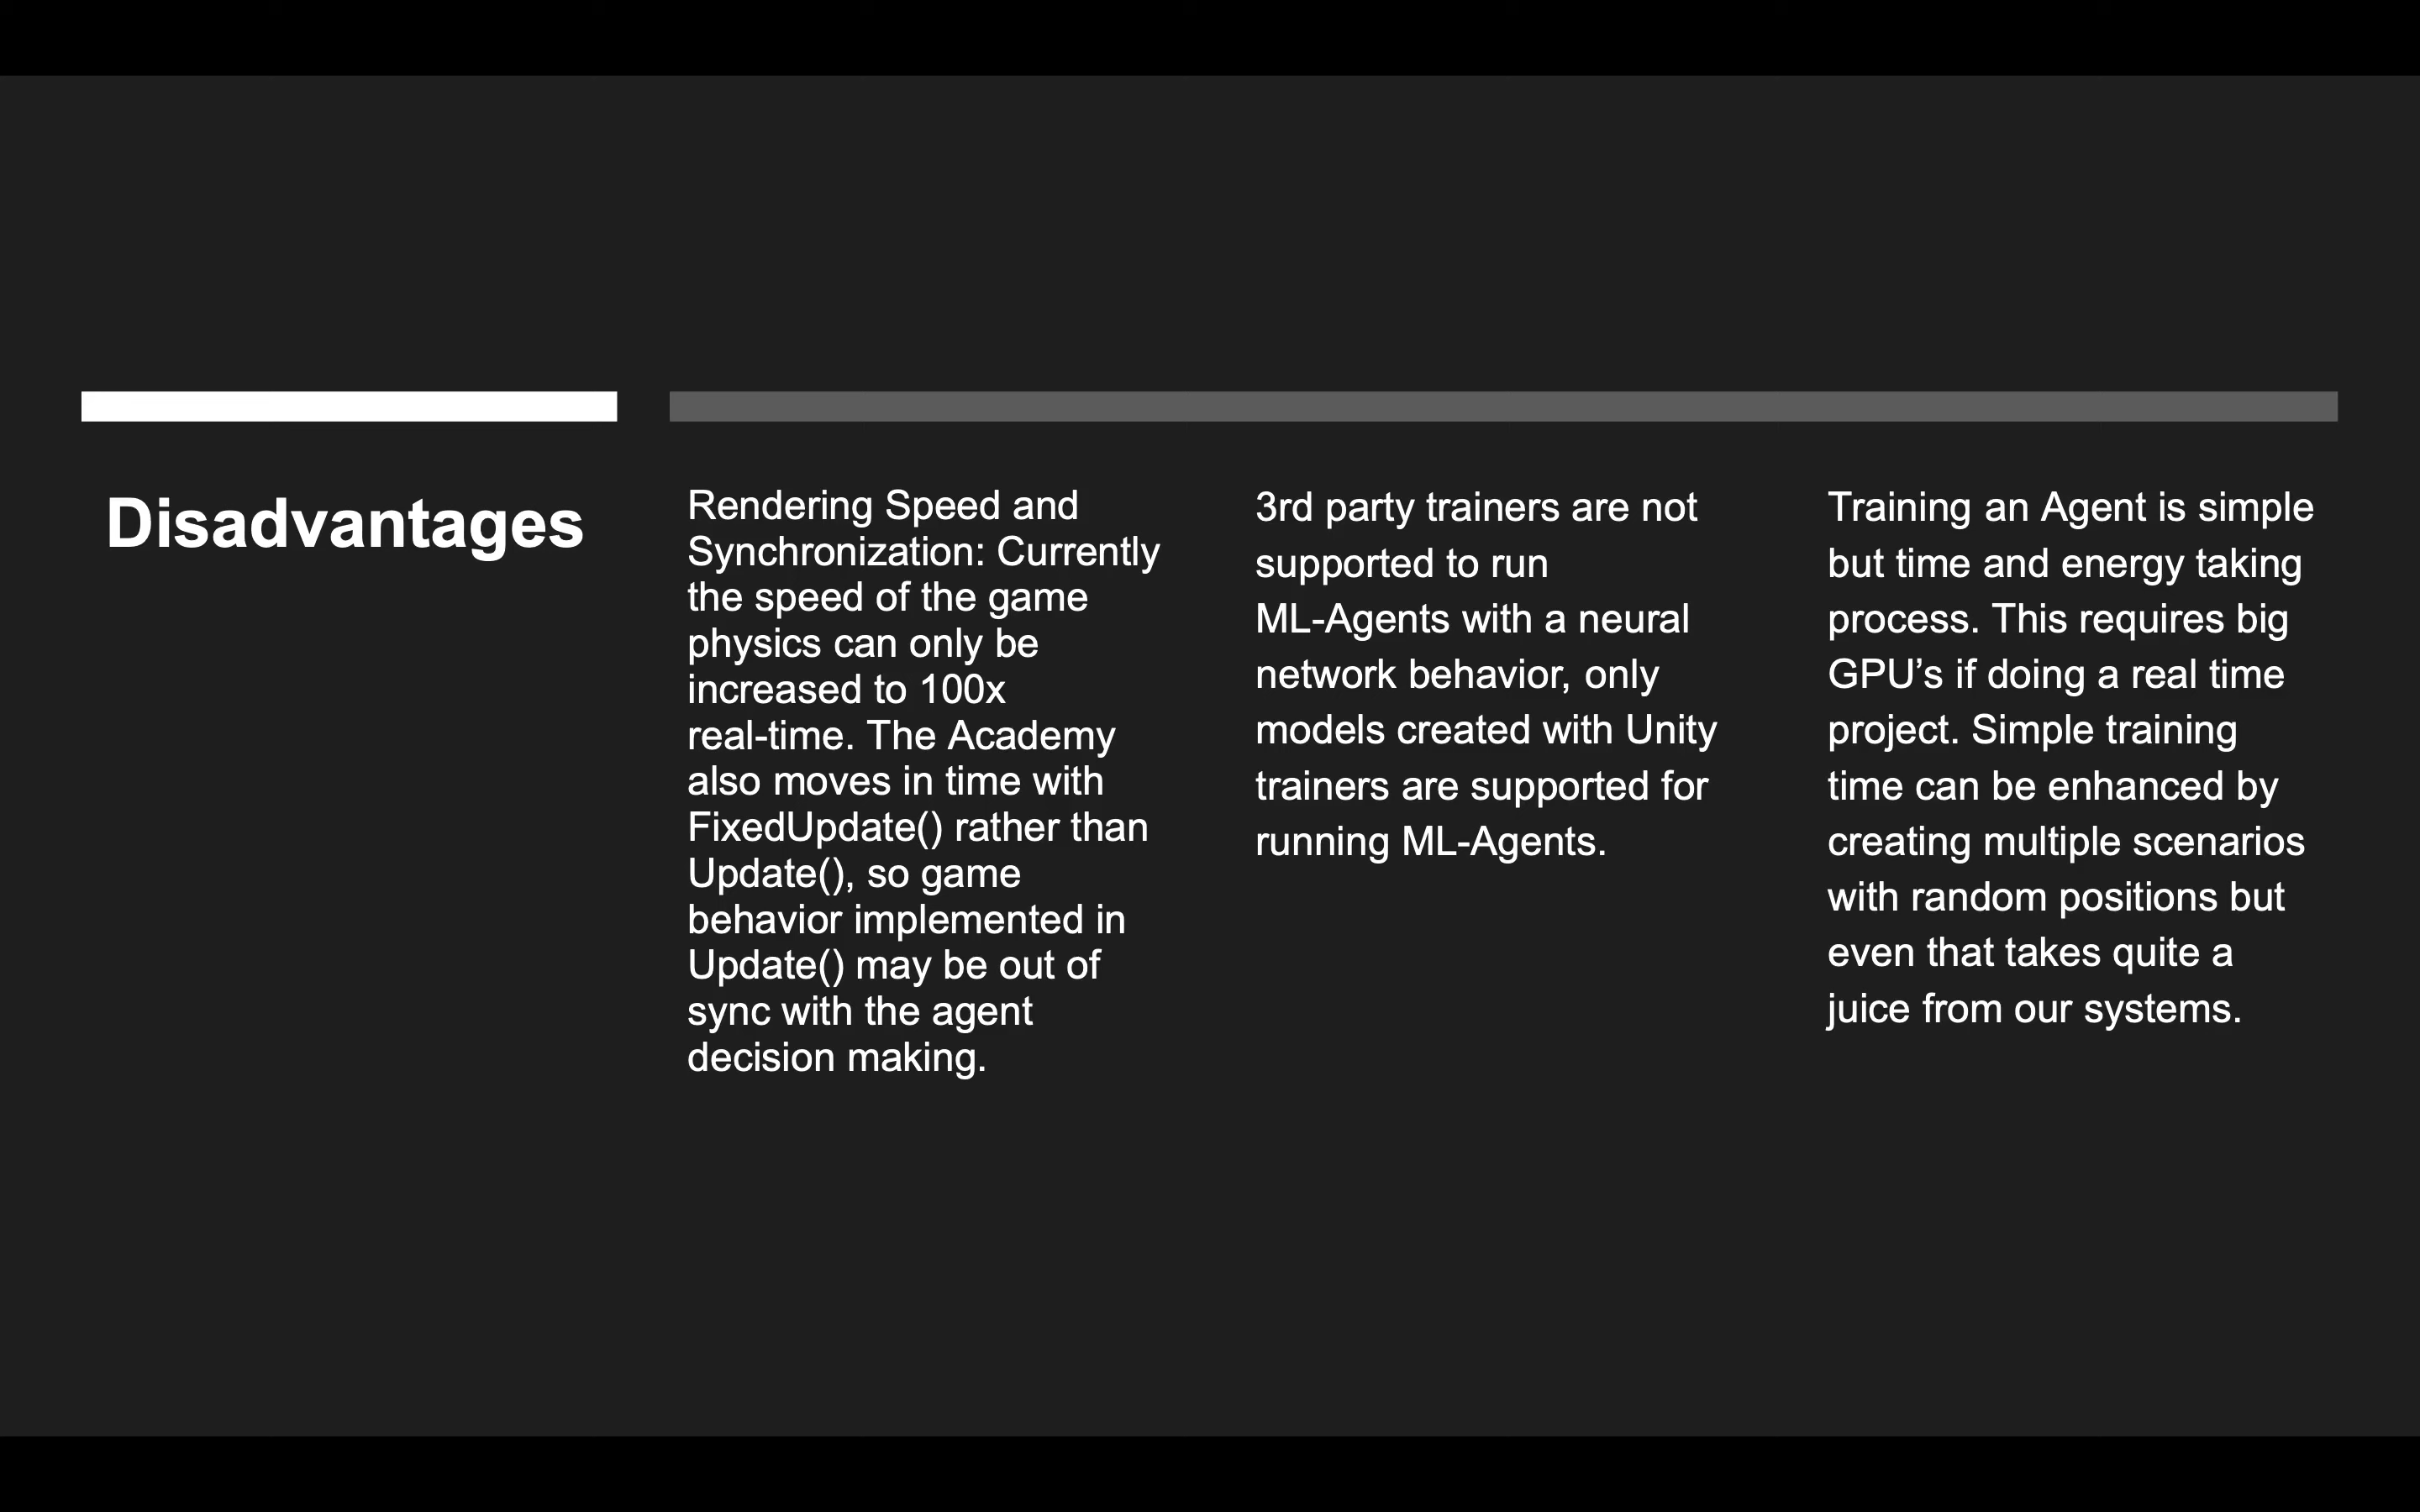 Disadvantages
Rendering Speed and
Synchronization: Currently
the speed of the game
physics can only be
increased to 100x
real-time. The Academy
also moves in time with
FixedUpdate() rather than
Update(), so game
behavior implemented in
Update() may be out of
sync with the agent
decision making.
3rd party trainers are not
supported to run
ML-Agents with a neural
network behavior, only
models created with Unity
trainers are supported for
running ML-Agents.
Training an Agent is simple
but time and energy taking
process. This requires big
GPU’s if doing a real time
project. Simple training
time can be enhanced by
creating multiple scenarios
with random positions but
even that takes quite a
juice from our systems.